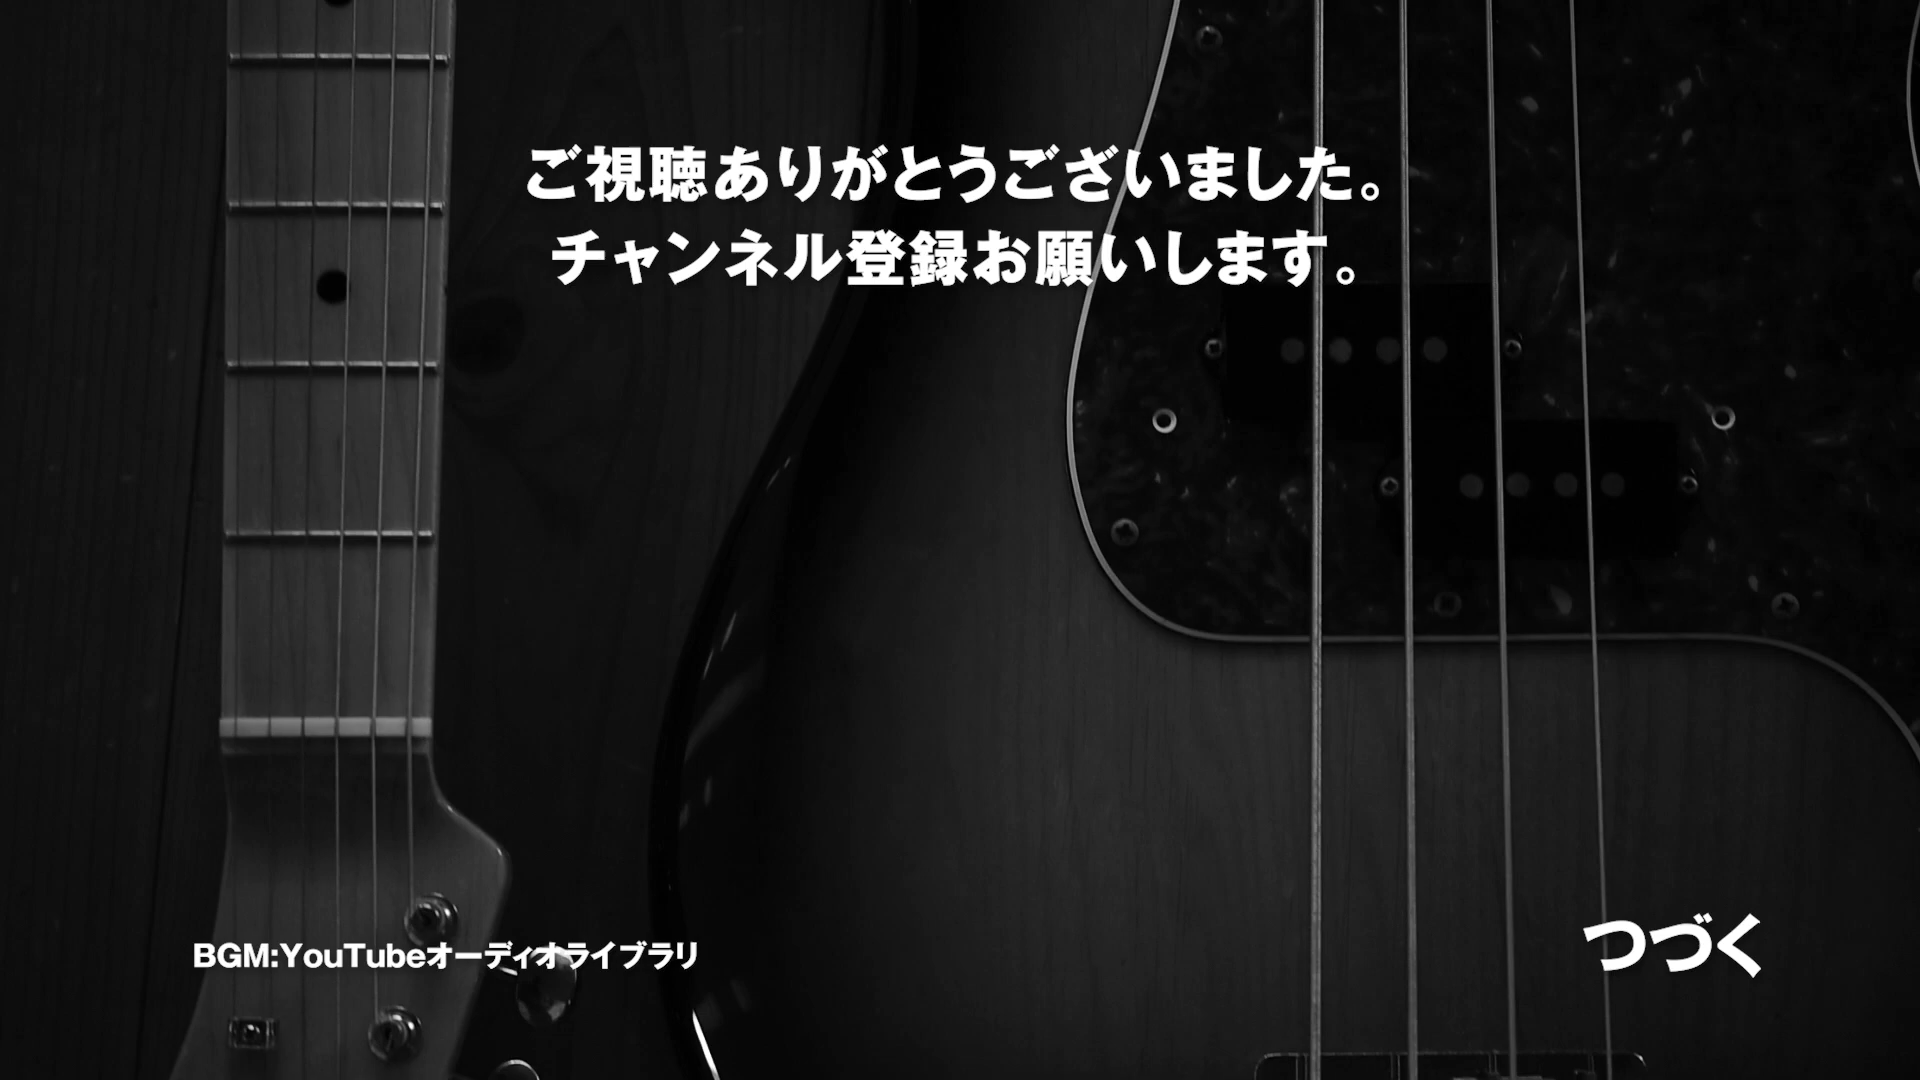 ご視聴ありがとうございました。
チャンネル登録お願いします。
BGM:YouTubeオーディオライブラリ
つづく